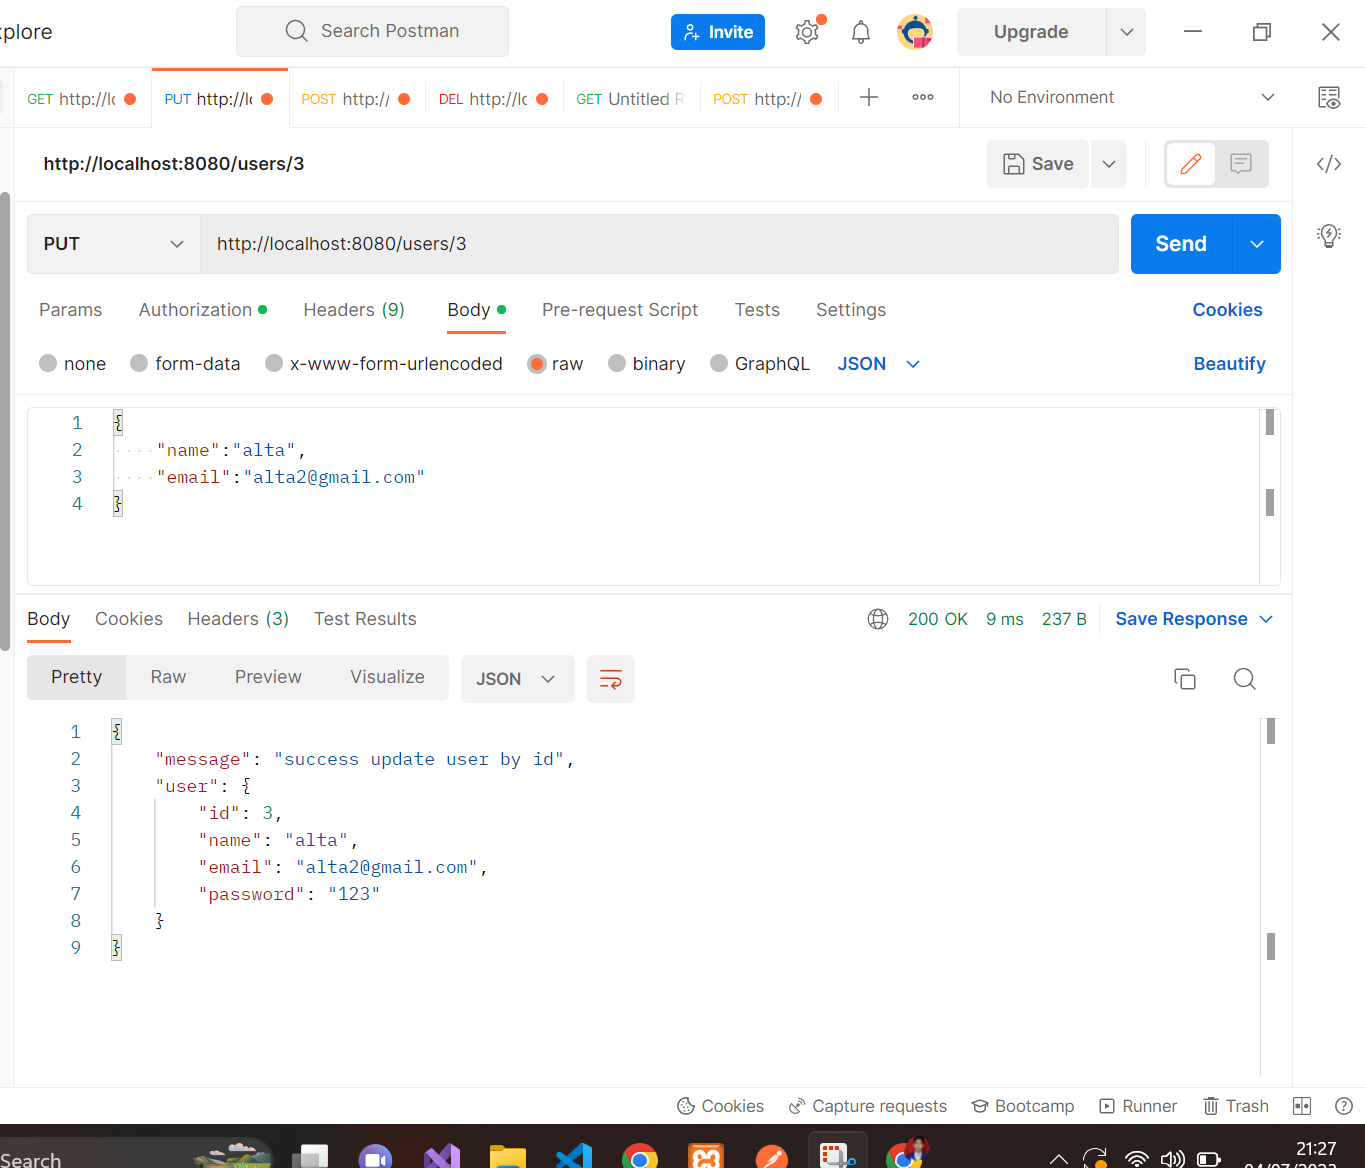 xplore
Search Postman
Invite
Upgrade
GET http://lo
PUT http://lo
POST http://
DEL http://lo
GET Untitled R
POST http://
No Environment
http://localhost:8080/users/3
Save
PUT
http://localhost:8080/users/3
Send
Params
Authorization
Headers (9)
Body
Pre-request Script
Tests
Settings
Cookies
none
form-data
x-www-form-urlencoded
raw
binary
GraphQL
JSON
Beautify
1 {
2 "name":"alta",
3 "email":"alta2@gmail.com"
4 }
Body
Cookies
Headers (3)
Test Results
200 OK
9 ms
237 B
Save Response
Pretty
Raw
Preview
Visualize
JSON
1 {
2 "message": "success update user by id",
3 "user": {
4 "id": 3,
5 "name": "alta",
6 "email": "alta2@gmail.com",
7 "password": "123"
8 }
9 }
Cookies
Capture requests
Bootcamp
Runner
Trash
Search
21:27